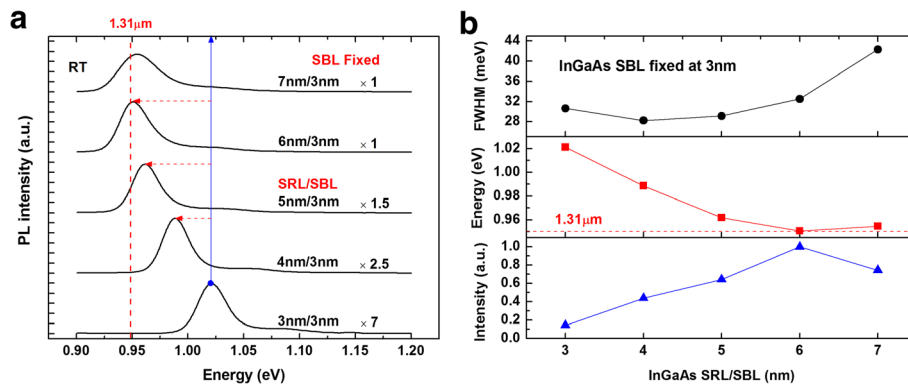 a
1.31μm
RT
SBL Fixed
7nm/3nm × 1
6nm/3nm × 1
SRL/SBL
5nm/3nm × 1.5
4nm/3nm × 2.5
3nm/3nm × 7
PL intensity (a.u.)
0.90 0.95 1.00 1.05 1.10 1.15 1.20
Energy (eV)
b
44
40
36
32
28
FWHM (meV)
InGaAs SBL fixed at 3nm
1.02
1.00
0.98
0.96
Energy (eV)
1.31μm
1.0
0.8
0.6
0.4
0.2
0.0
Intensity (a.u.)
3 4 5 6 7
InGaAs SRL/SBL (nm)